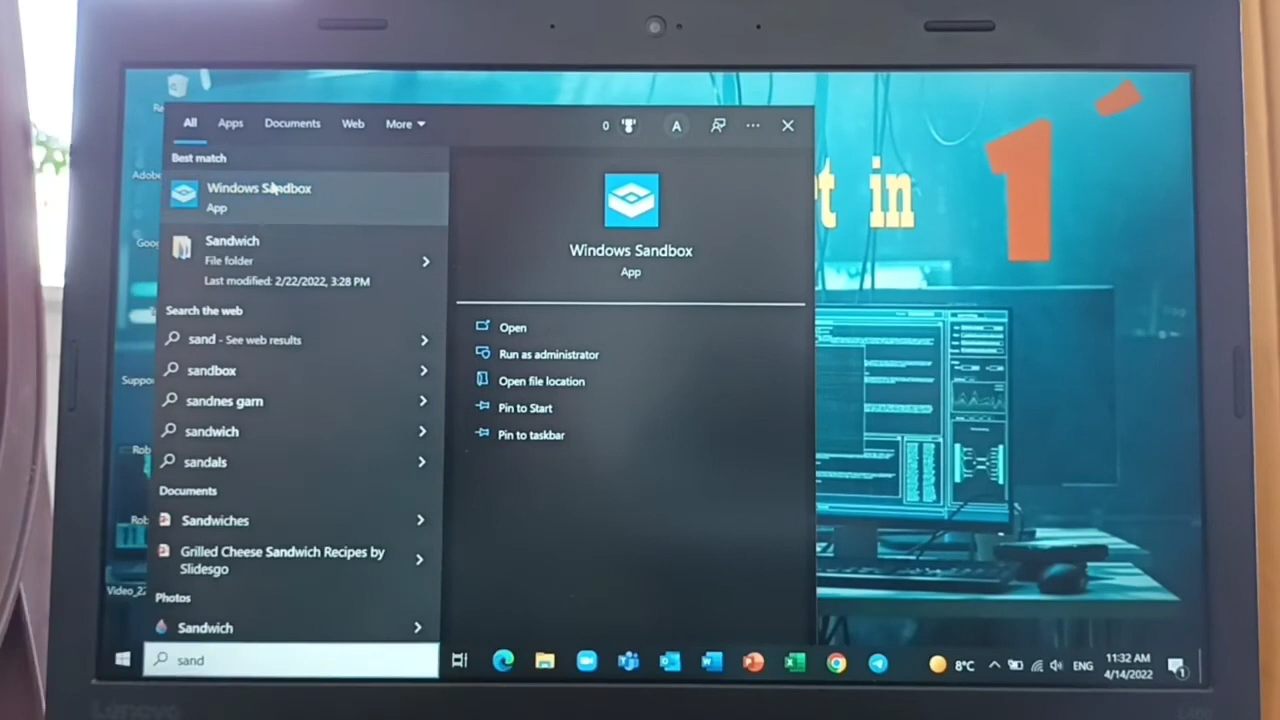 All Apps Documents Web More 0 A
Best match
Windows Sandbox
App
Sandwich
File folder
Last modified: 2/22/2022, 3:28 PM
Search the web
sand - See web results
sandbox
sandnes garn
sandwich
sandals
Documents
Sandwiches
Grilled Cheese Sandwich Recipes by
Slidesgo
Photos
Sandwich
sand
Windows Sandbox
App
Open
Run as administrator
Open file location
Pin to Start
Pin to taskbar
in
1
8°C ENG
11:32 AM
4/14/2022
1
Lenovo